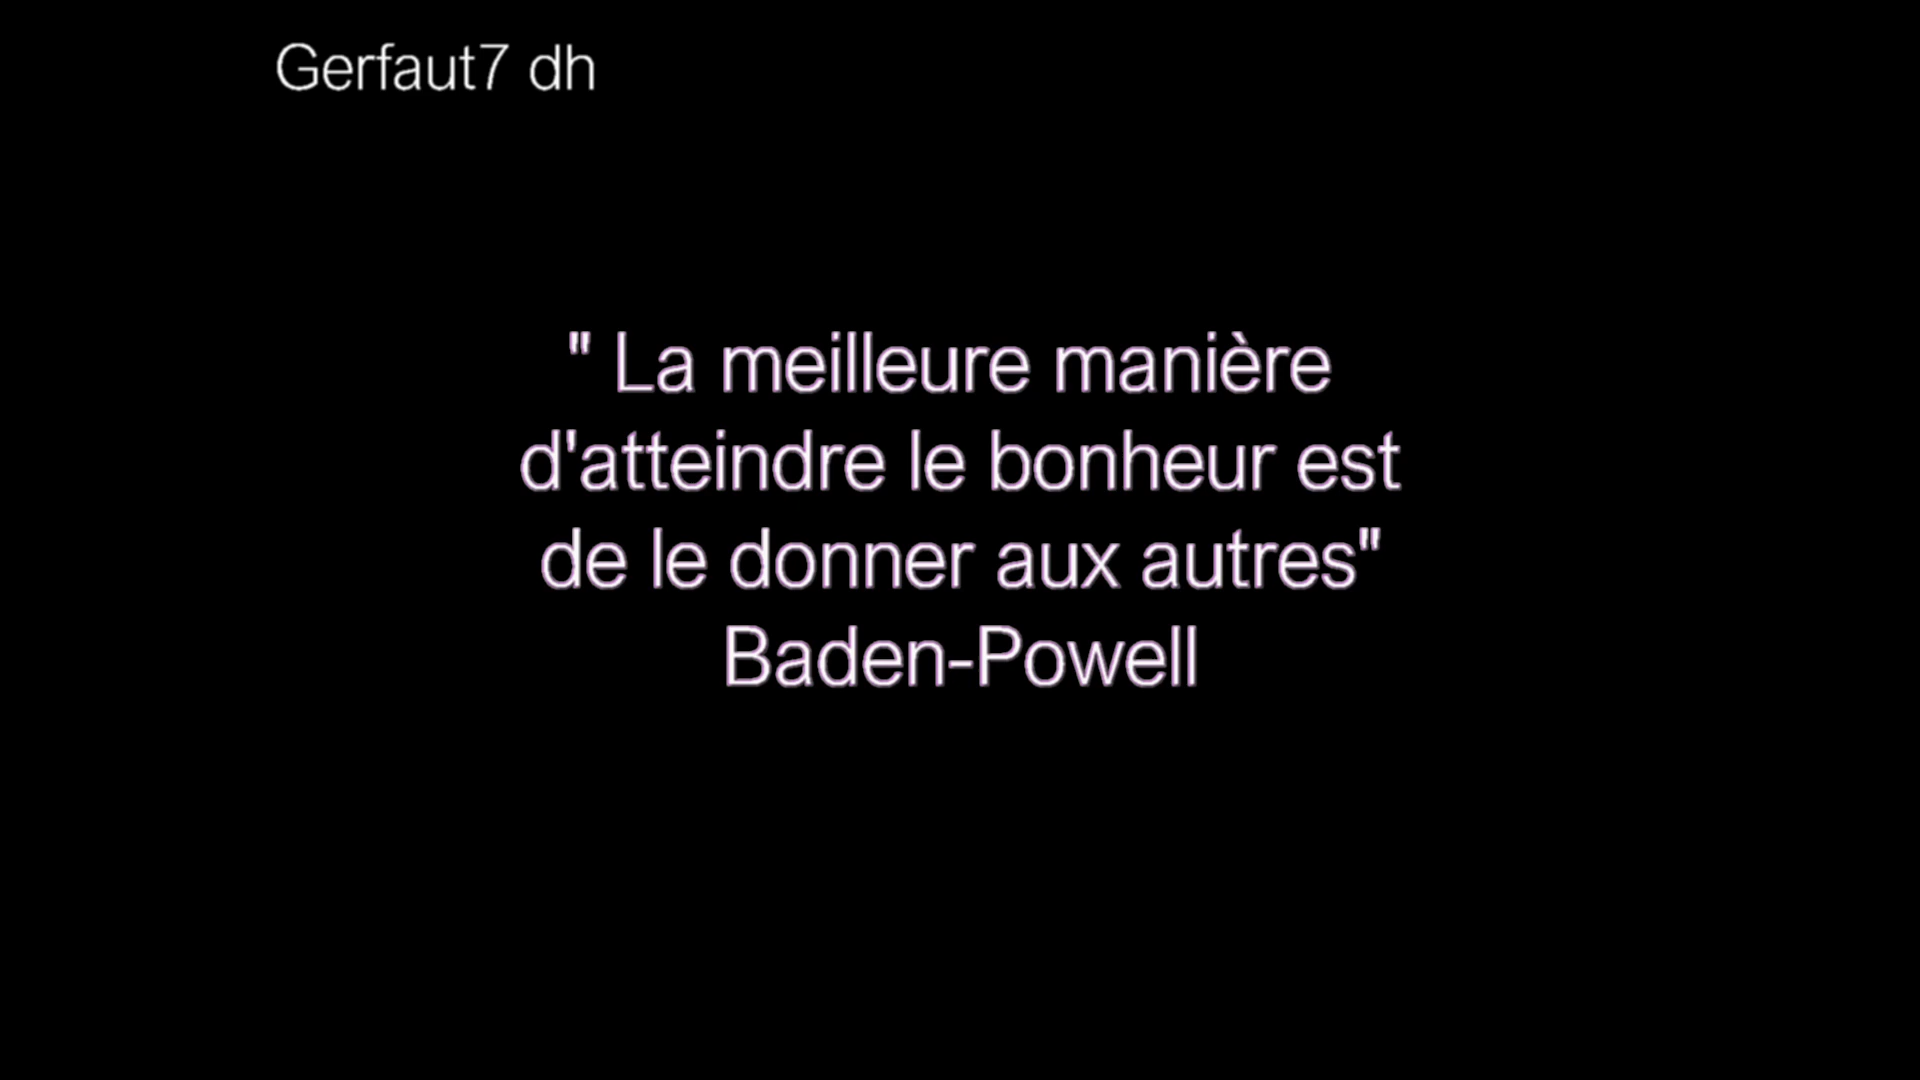 Gerfaut7 dh
" La meilleure manière
d'atteindre le bonheur est
de le donner aux autres"
Baden-Powell